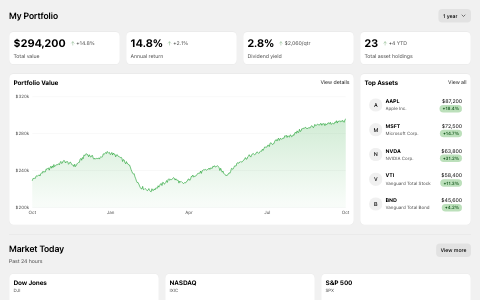 My Portfolio
1 year
$294,200 ↑ +14.8%
Total value
14.8% ↑ +2.1%
Annual return
2.8% ↑ $2,060/qtr
Dividend yield
23 ↑ +4 YTD
Total asset holdings
Portfolio Value
View details
$320k
$280k
$240k
$200k
Oct Jan Apr Jul Oct
Top Assets
View all
A AAPL $87,200
Apple Inc. +18.4%
M MSFT $72,500
Microsoft Corp. +14.7%
N NVDA $63,800
NVIDIA Corp. +31.2%
V VTI $58,400
Vanguard Total Stock +11.3%
B BND $45,600
Vanguard Total Bond +4.2%
Market Today
View more
Past 24 hours
Dow Jones
DJI
NASDAQ
IXIC
S&P 500
SPX